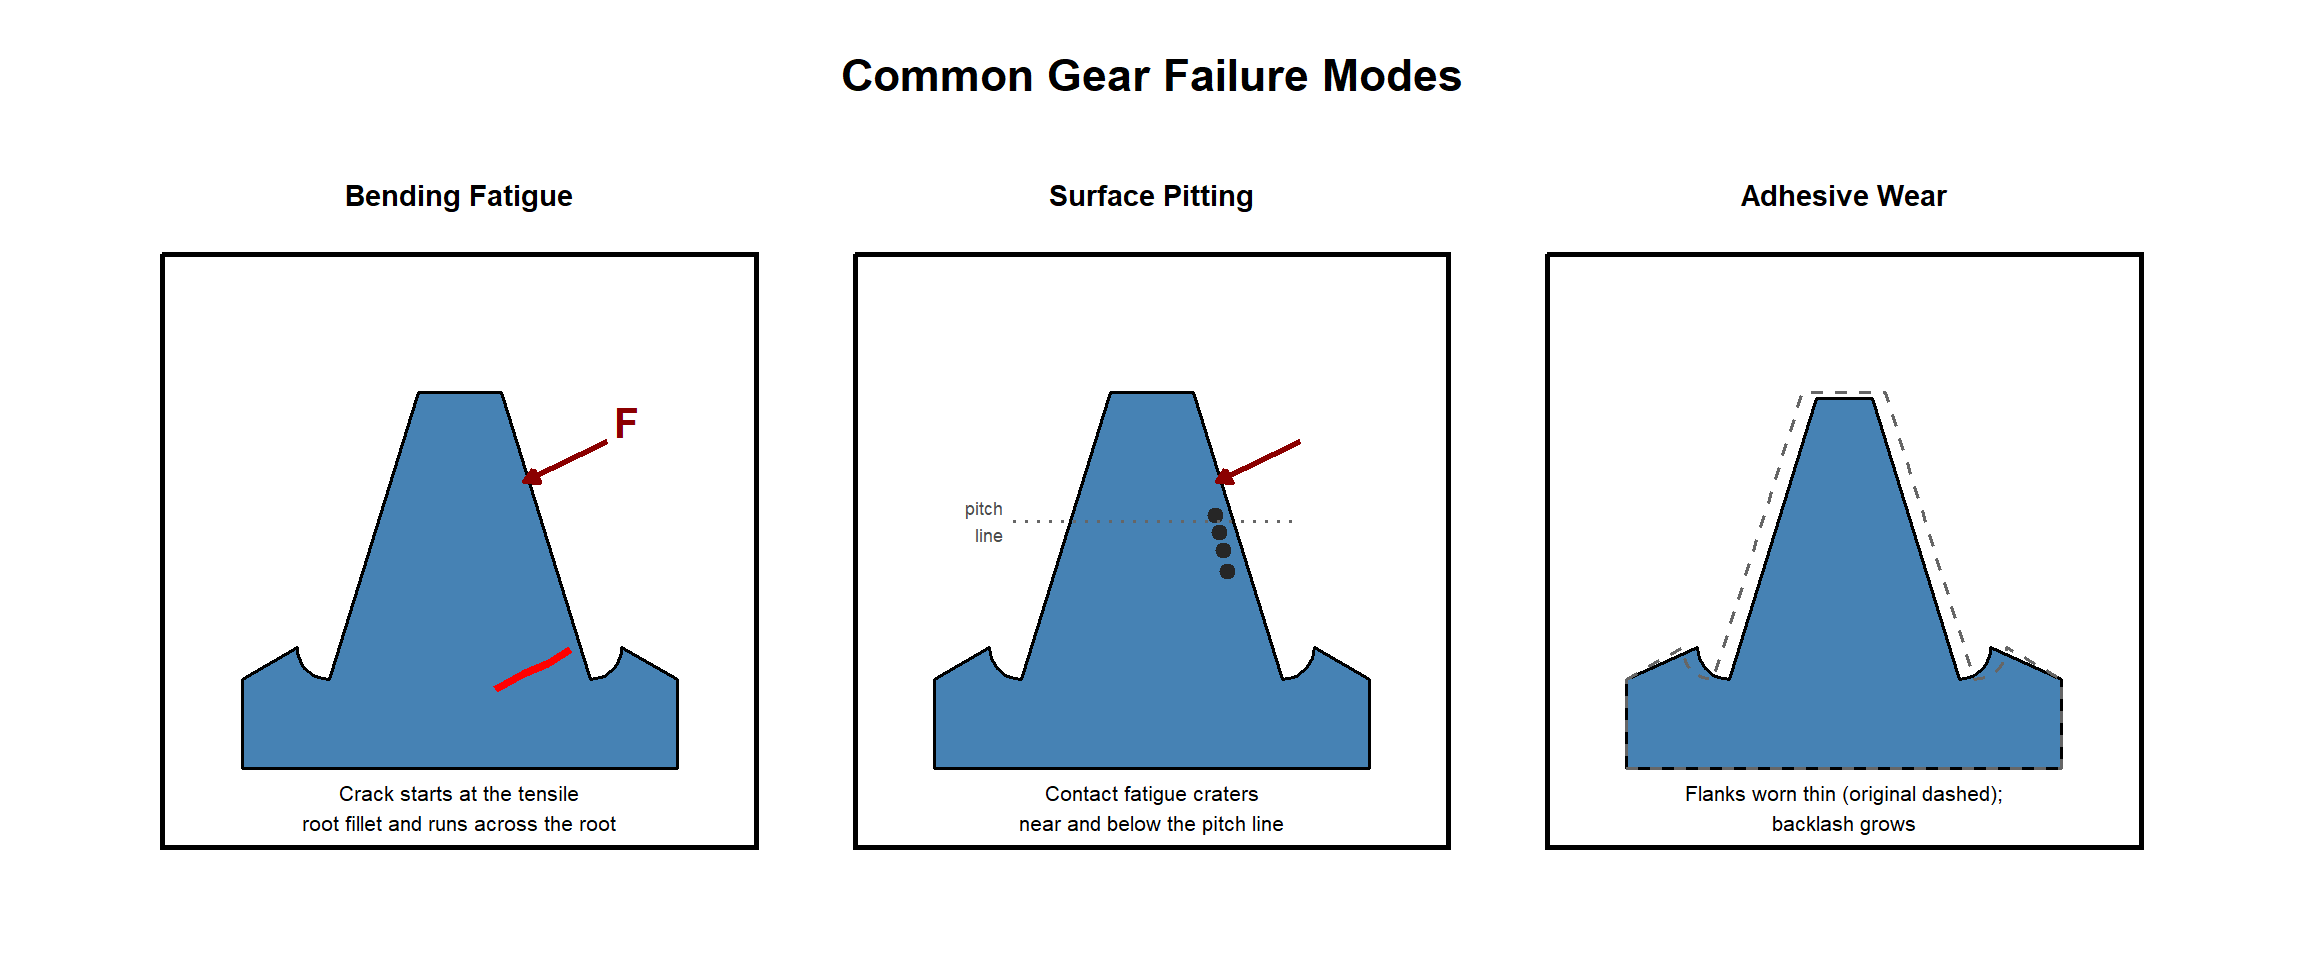 Common Gear Failure Modes
Bending Fatigue
F
Crack starts at the tensile
root fillet and runs across the root
Surface Pitting
pitch
line
Contact fatigue craters
near and below the pitch line
Adhesive Wear
Flanks worn thin (original dashed);
backlash grows